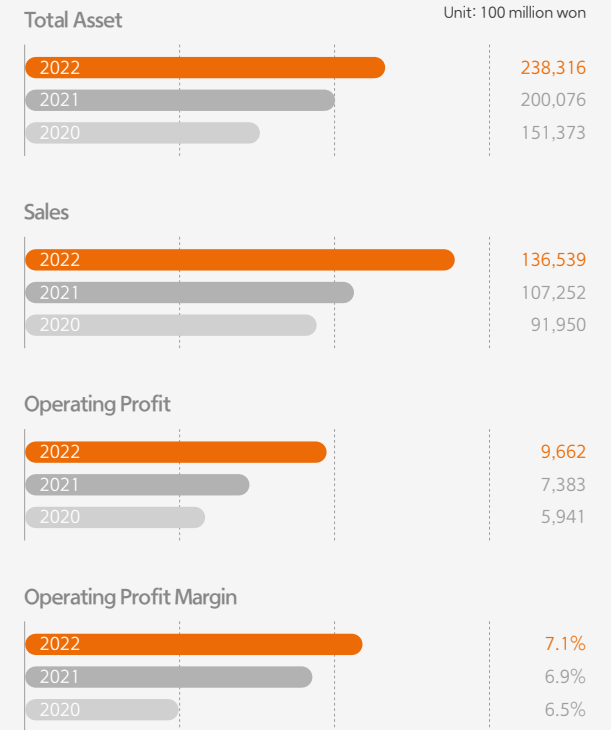 Total Asset
Unit: 100 million won
2022 238,316
2021 200,076
2020 151,373
Sales
2022 136,539
2021 107,252
2020 91,950
Operating Profit
2022 9,662
2021 7,383
2020 5,941
Operating Profit Margin
2022 7.1%
2021 6.9%
2020 6.5%